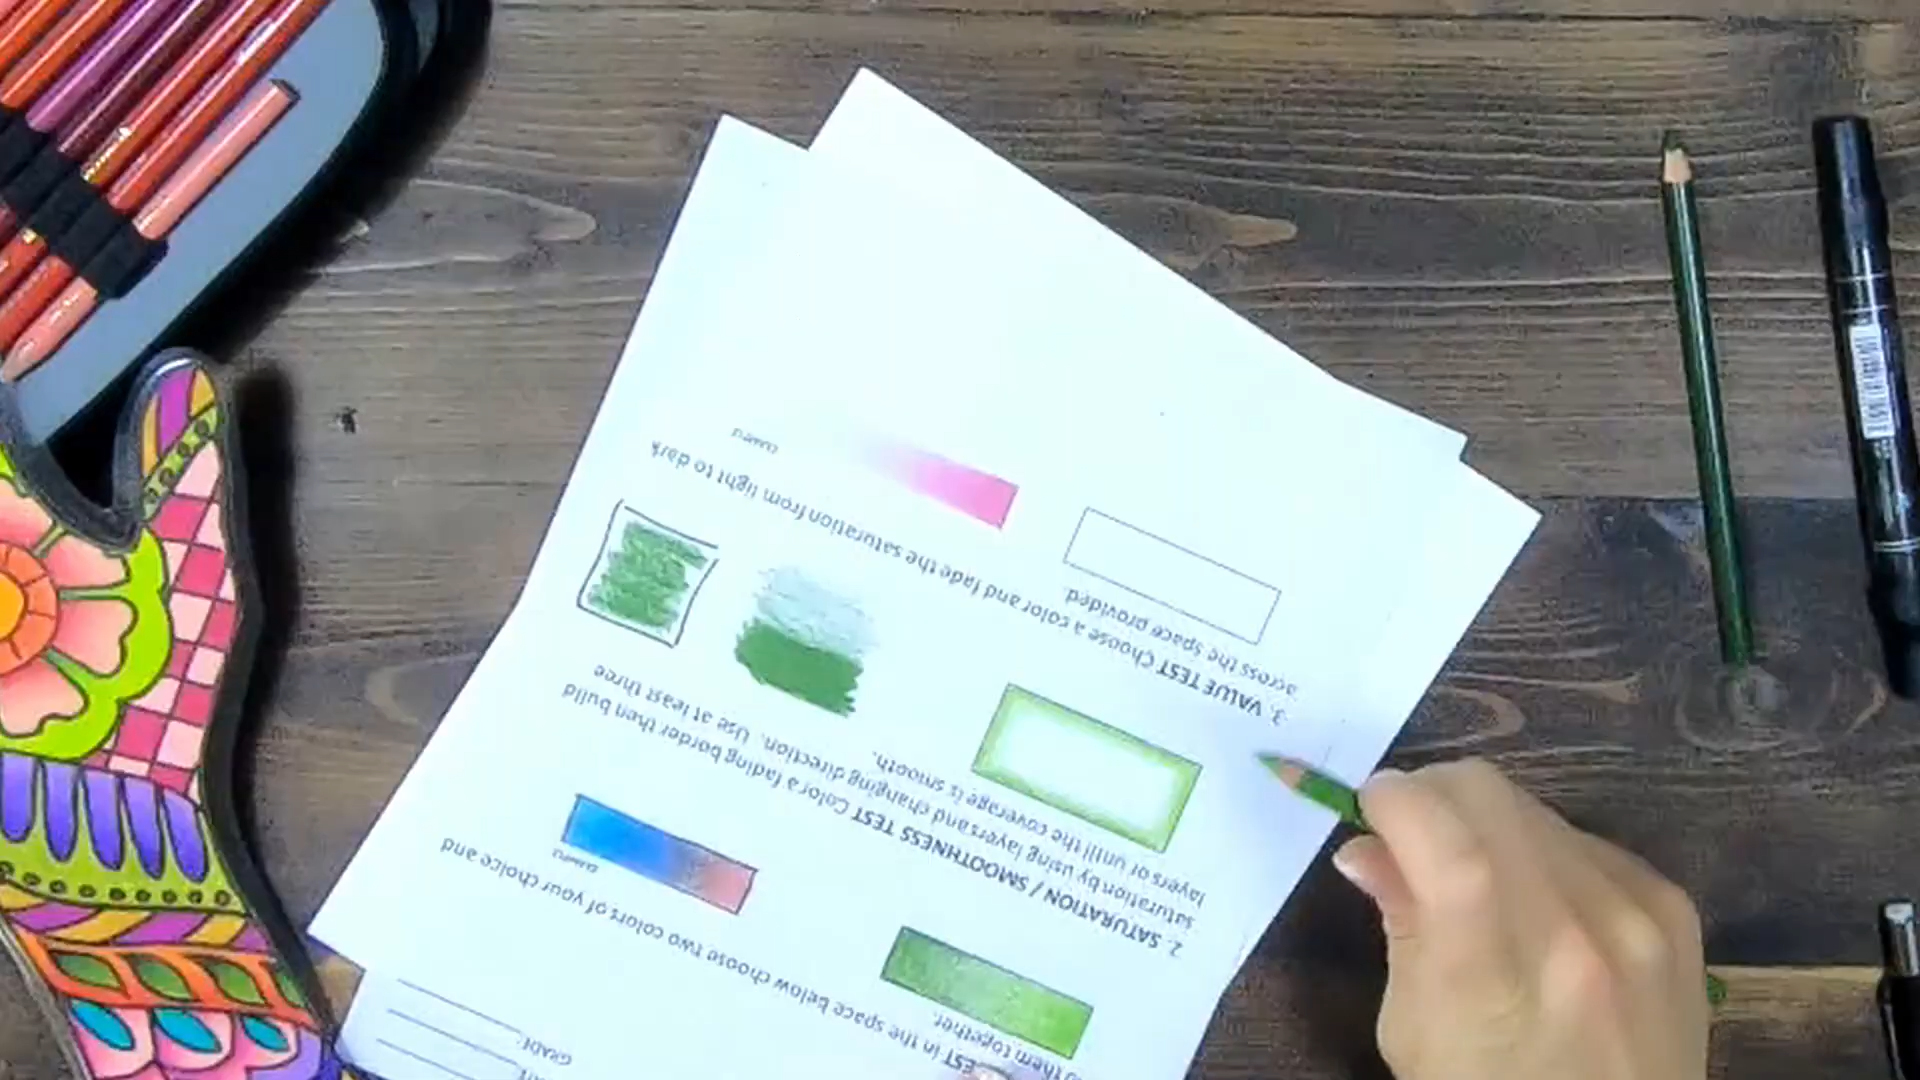 GRADE:
TEST in the space below choose two colors of your choice and
them together.
EXAMPLE
2. SATURATION / SMOOTHNESS TEST Color a fading border then build
saturation by using layers and changing direction. Use at least three
layers or until the coverage is smooth.
3. VALUE TEST Choose a color and fade the saturation from light to dark
across the space provided.
EXAMPLE